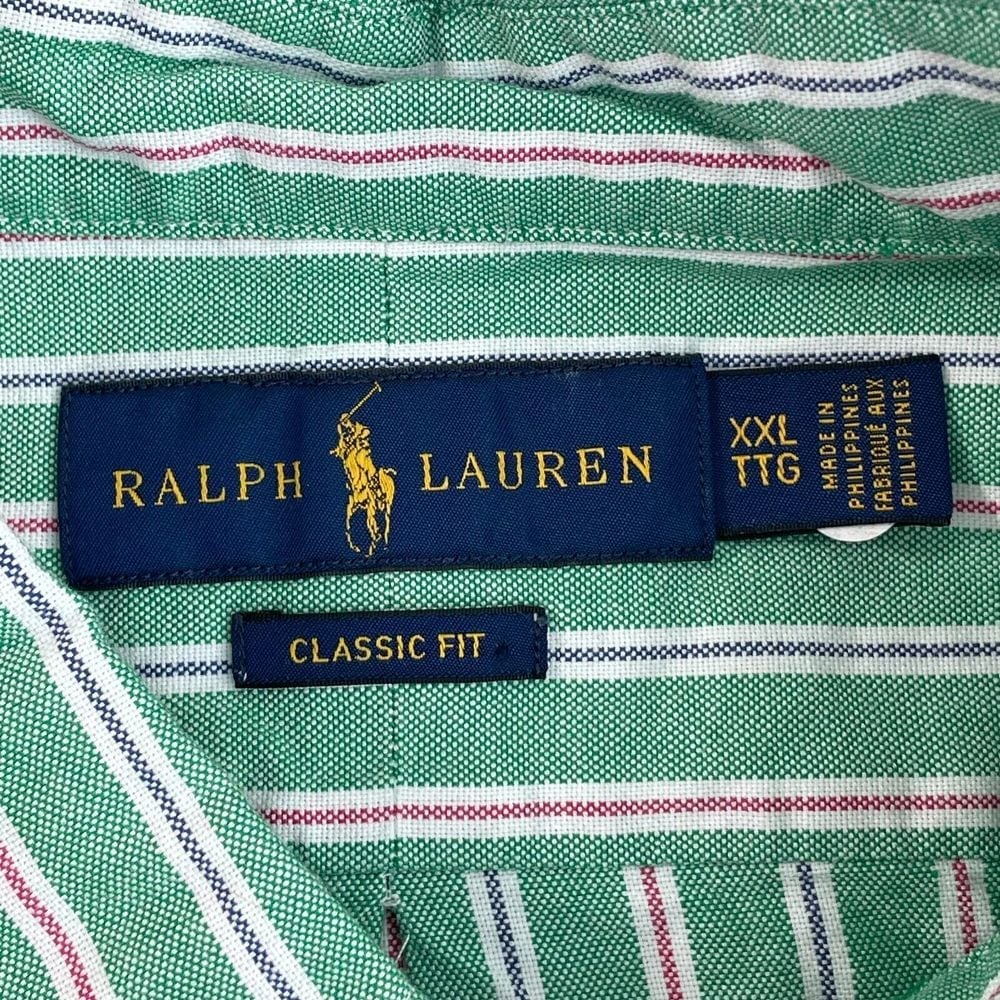 RALPH LAUREN
XXL
TTG
MADE IN
PHILIPPINES
FABRIQUÉ AUX
PHILIPPINES
CLASSIC FIT